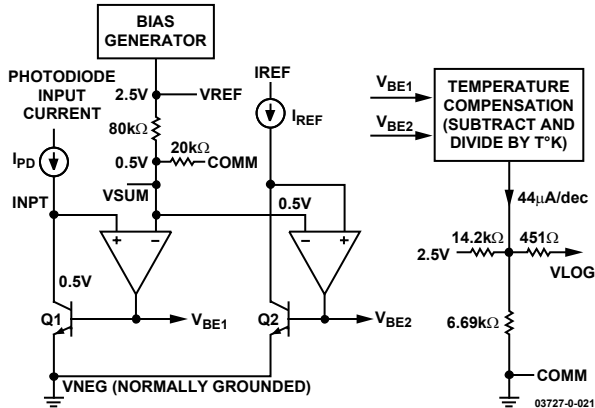 BIAS
GENERATOR
PHOTODIODE
INPUT
CURRENT
2.5V
VREF
IREF
IREF
80kΩ
20kΩ
0.5V
COMM
IPD
VSUM
INPT
0.5V
+
−
−
+
0.5V
Q1
VBE1
Q2
VBE2
VNEG (NORMALLY GROUNDED)
VBE1
VBE2
TEMPERATURE
COMPENSATION
(SUBTRACT AND
DIVIDE BY T°K)
44µA/dec
14.2kΩ
451Ω
2.5V
VLOG
6.69kΩ
COMM
03727-0-021